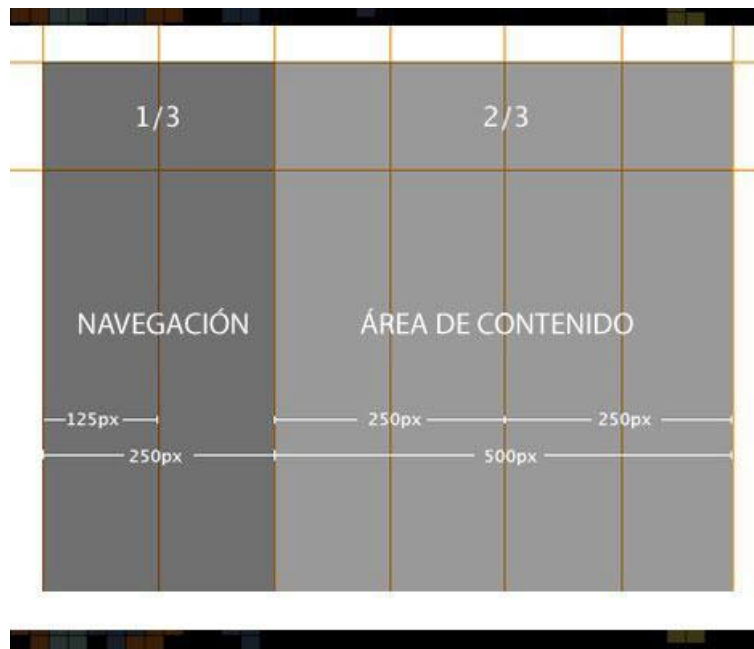 1/3 2/3
NAVEGACIÓN ÁREA DE CONTENIDO
125px 250px 250px
250px 500px